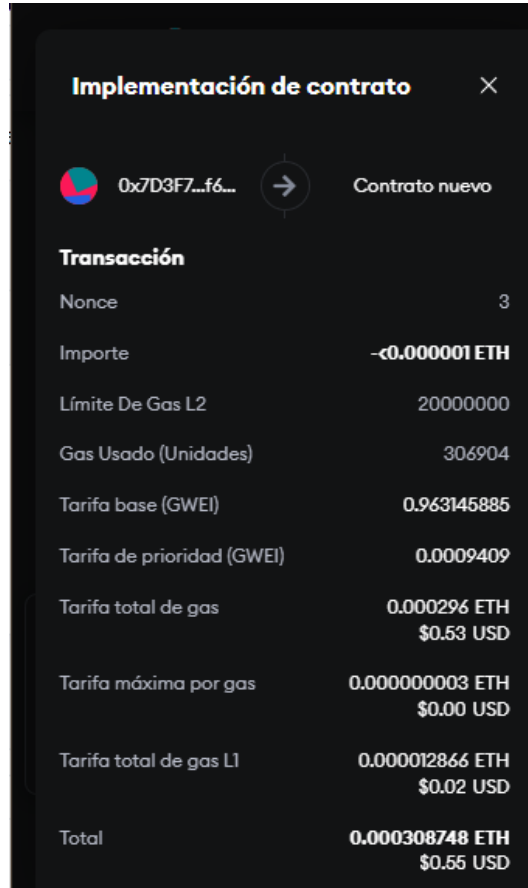 Implementación de contrato
0x7D3F7...f6... Contrato nuevo
Transacción
Nonce 3
Importe -<0.000001 ETH
Límite De Gas L2 20000000
Gas Usado (Unidades) 306904
Tarifa base (GWEI) 0.963145885
Tarifa de prioridad (GWEI) 0.0009409
Tarifa total de gas 0.000296 ETH
$0.53 USD
Tarifa máxima por gas 0.000000003 ETH
$0.00 USD
Tarifa total de gas L1 0.000012866 ETH
$0.02 USD
Total 0.000308748 ETH
$0.55 USD